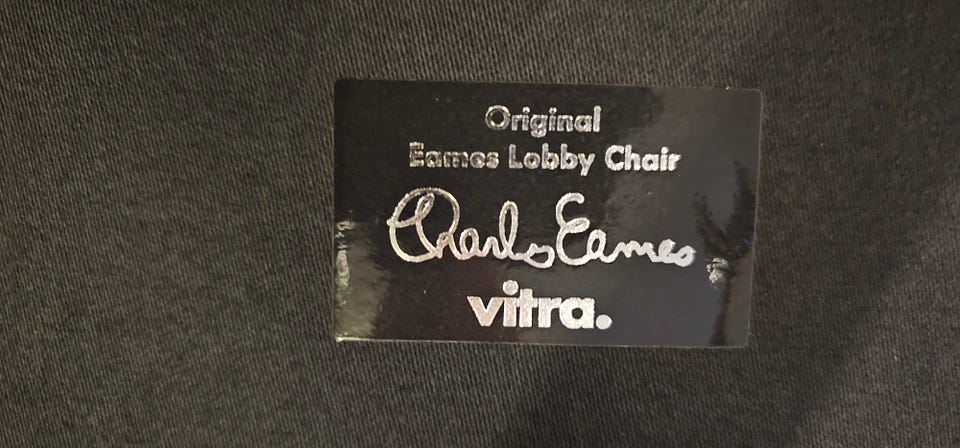 Original
Eames Lobby Chair
Charles Eames
vitra.